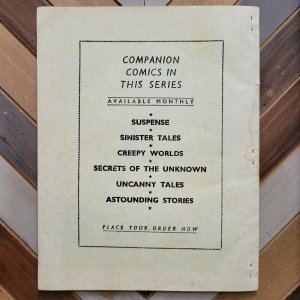 COMPANION
COMICS IN
THIS SERIES
AVAILABLE MONTHLY
SUSPENSE
★
SINISTER TALES
★
CREEPY WORLDS
★
SECRETS OF THE UNKNOWN
★
UNCANNY TALES
★
ASTOUNDING STORIES
★
PLACE YOUR ORDER NOW